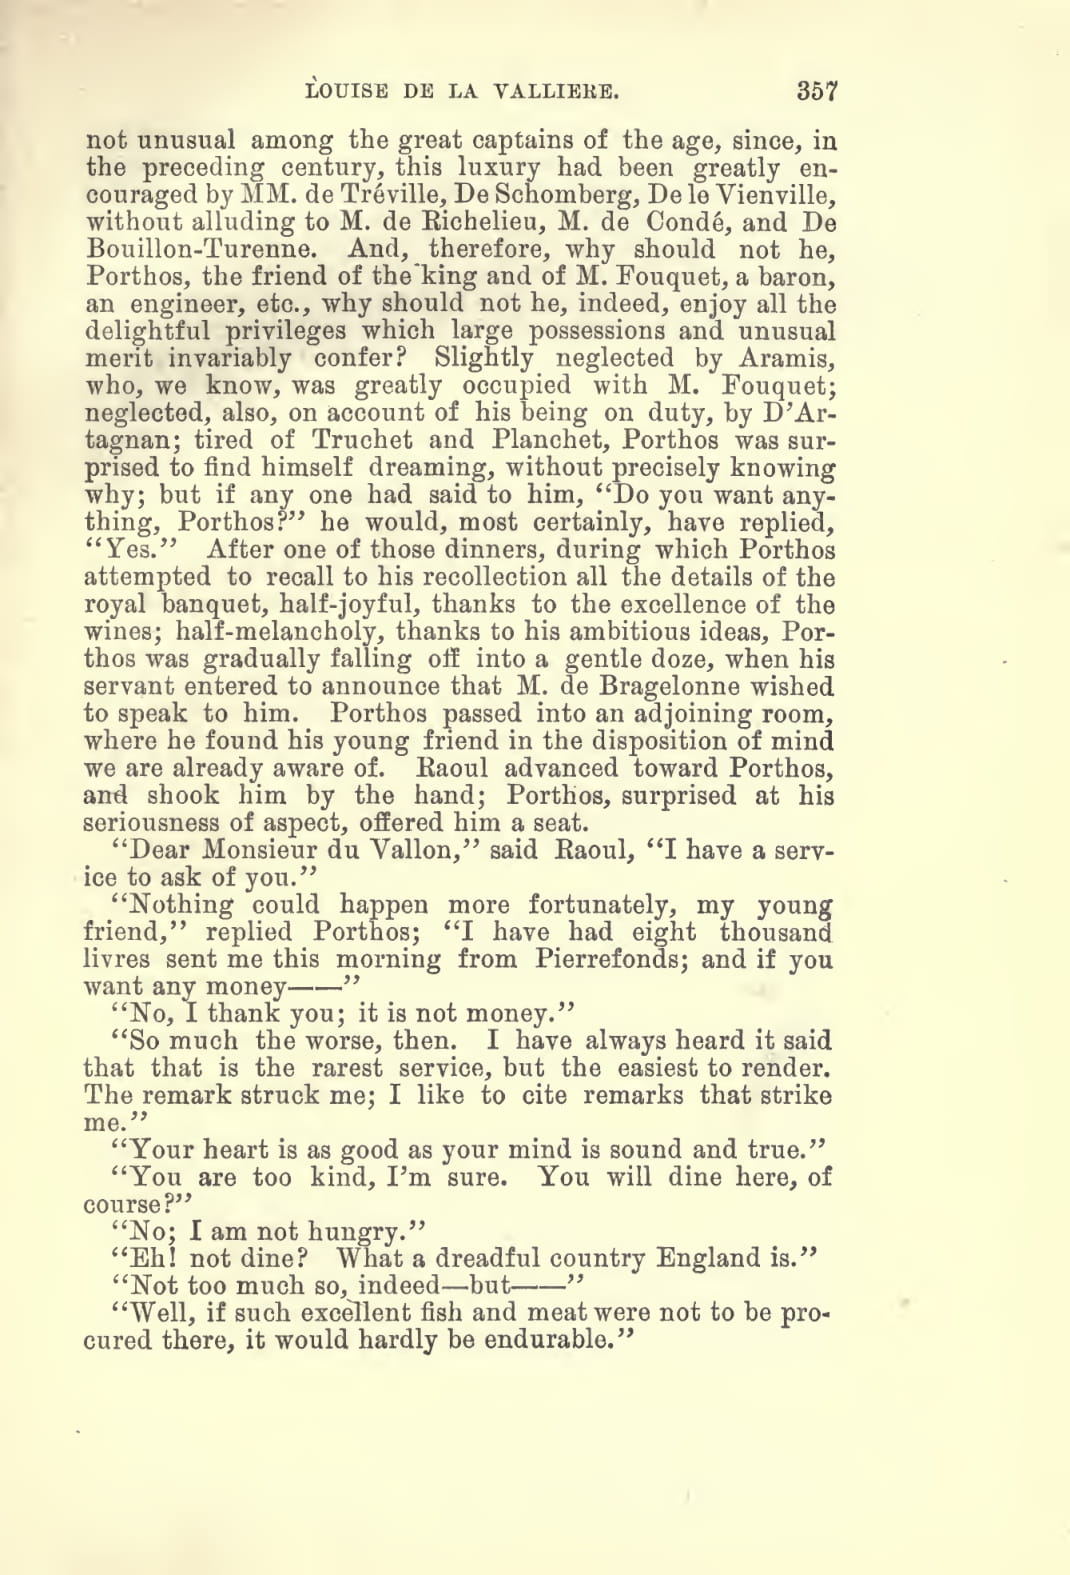 LOUISE DE LA VALLIERE. 357
not unusual among the great captains of the age, since, in
the preceding century, this luxury had been greatly en-
couraged by MM. de Tréville, De Schomberg, De le Vienville,
without alluding to M. de Richelieu, M. de Condé, and De
Bouillon-Turenne. And, therefore, why should not he,
Porthos, the friend of the king and of M. Fouquet, a baron,
an engineer, etc., why should not he, indeed, enjoy all the
delightful privileges which large possessions and unusual
merit invariably confer? Slightly neglected by Aramis,
who, we know, was greatly occupied with M. Fouquet;
neglected, also, on account of his being on duty, by D’Ar-
tagnan; tired of Truchet and Planchet, Porthos was sur-
prised to find himself dreaming, without precisely knowing
why; but if any one had said to him, “Do you want any-
thing, Porthos?” he would, most certainly, have replied,
“Yes.” After one of those dinners, during which Porthos
attempted to recall to his recollection all the details of the
royal banquet, half-joyful, thanks to the excellence of the
wines; half-melancholy, thanks to his ambitious ideas, Por-
thos was gradually falling off into a gentle doze, when his
servant entered to announce that M. de Bragelonne wished
to speak to him. Porthos passed into an adjoining room,
where he found his young friend in the disposition of mind
we are already aware of. Raoul advanced toward Porthos,
and shook him by the hand; Porthos, surprised at his
seriousness of aspect, offered him a seat.
“Dear Monsieur du Vallon,” said Raoul, “I have a serv-
ice to ask of you.”
“Nothing could happen more fortunately, my young
friend,” replied Porthos; “I have had eight thousand
livres sent me this morning from Pierrefonds; and if you
want any money——”
“No, I thank you; it is not money.”
“So much the worse, then. I have always heard it said
that that is the rarest service, but the easiest to render.
The remark struck me; I like to cite remarks that strike
me.”
“Your heart is as good as your mind is sound and true.”
“You are too kind, I’m sure. You will dine here, of
course?”
“No; I am not hungry.”
“Eh! not dine? What a dreadful country England is.”
“Not too much so, indeed—but——”
“Well, if such excellent fish and meat were not to be pro-
cured there, it would hardly be endurable.”